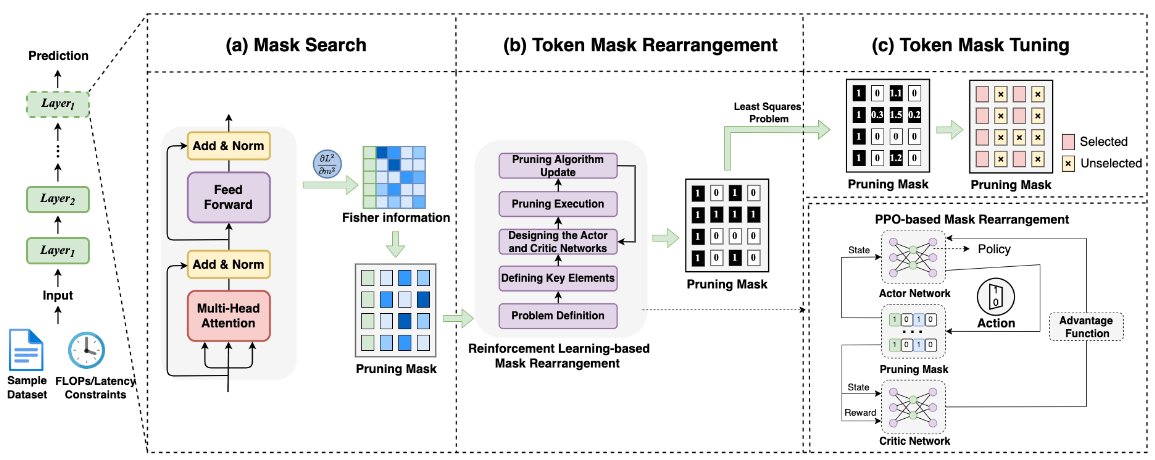 Prediction
Layer_l
Layer_2
Layer_1
Input
Sample
Dataset
FLOPs/Latency
Constraints
(a) Mask Search
Add & Norm
Feed
Forward
Add & Norm
Multi-Head
Attention
∂L²
∂m²
Fisher information
Pruning Mask
(b) Token Mask Rearrangement
Pruning Algorithm
Update
Pruning Execution
Designing the Actor
and Critic Networks
Defining Key Elements
Problem Definition
Reinforcement Learning-based
Mask Rearrangement
1 0 1 0
1 1 1 1
1 0 0 0
1 0 1 0
Pruning Mask
(c) Token Mask Tuning
Least Squares
Problem
1 0 1.1 0
1 0.3 1.5 0.2
1 0 0 0
1 0 1.2 0
Pruning Mask
× ×
× ×
× × ×
× ×
Pruning Mask
Selected
× Unselected
PPO-based Mask Rearrangement
State
Policy
Actor Network
1
0
Action
1 0 1 0
...
1 0 1 0
Pruning Mask
Advantage
Function
State
Reward
Critic Network